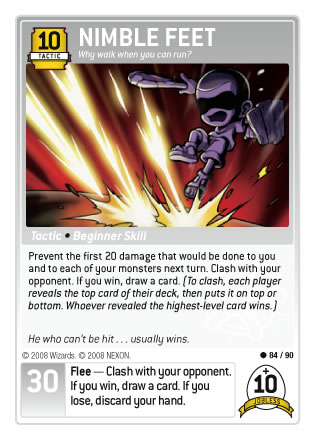 10
TACTIC
NIMBLE FEET
Why walk when you can run?
Tactic • Beginner Skill
Prevent the first 20 damage that would be done to you
and to each of your monsters next turn. Clash with your
opponent. If you win, draw a card. (To clash, each player
reveals the top card of their deck, then puts it on top or
bottom. Whoever revealed the highest-level card wins.)
He who can't be hit . . . usually wins.
© 2008 Wizards. © 2008 NEXON.
● 84 / 90
30
Flee — Clash with your opponent.
If you win, draw a card. If you
lose, discard your hand.
+
10
JOBLESS